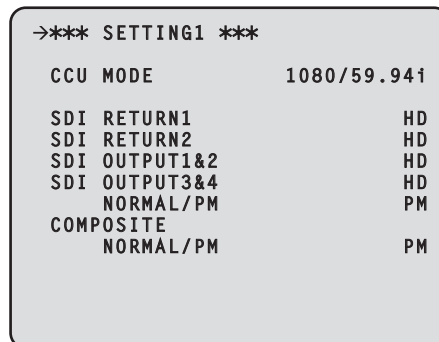 →*** SETTING1 ***
CCU MODE 1080/59.94i
SDI RETURN1 HD
SDI RETURN2 HD
SDI OUTPUT1&2 HD
SDI OUTPUT3&4 HD
NORMAL/PM PM
COMPOSITE
NORMAL/PM PM